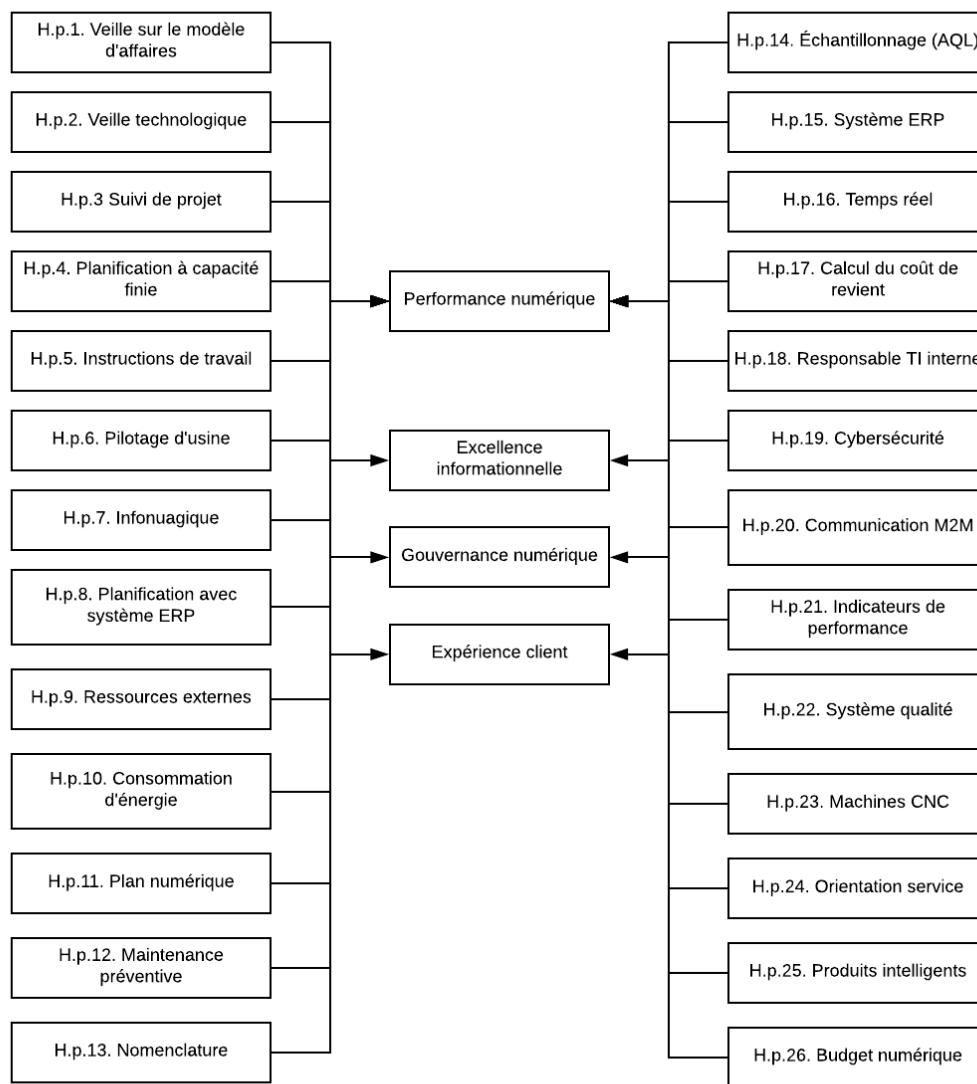 H.p.1. Veille sur le modèle
d'affaires
H.p.2. Veille technologique
H.p.3 Suivi de projet
H.p.4. Planification à capacité
finie
H.p.5. Instructions de travail
H.p.6. Pilotage d'usine
H.p.7. Infonuagique
H.p.8. Planification avec
système ERP
H.p.9. Ressources externes
H.p.10. Consommation
d'énergie
H.p.11. Plan numérique
H.p.12. Maintenance
préventive
H.p.13. Nomenclature
Performance numérique
Excellence
informationnelle
Gouvernance numérique
Expérience client
H.p.14. Échantillonnage (AQL)
H.p.15. Système ERP
H.p.16. Temps réel
H.p.17. Calcul du coût de
revient
H.p.18. Responsable TI interne
H.p.19. Cybersécurité
H.p.20. Communication M2M
H.p.21. Indicateurs de
performance
H.p.22. Système qualité
H.p.23. Machines CNC
H.p.24. Orientation service
H.p.25. Produits intelligents
H.p.26. Budget numérique